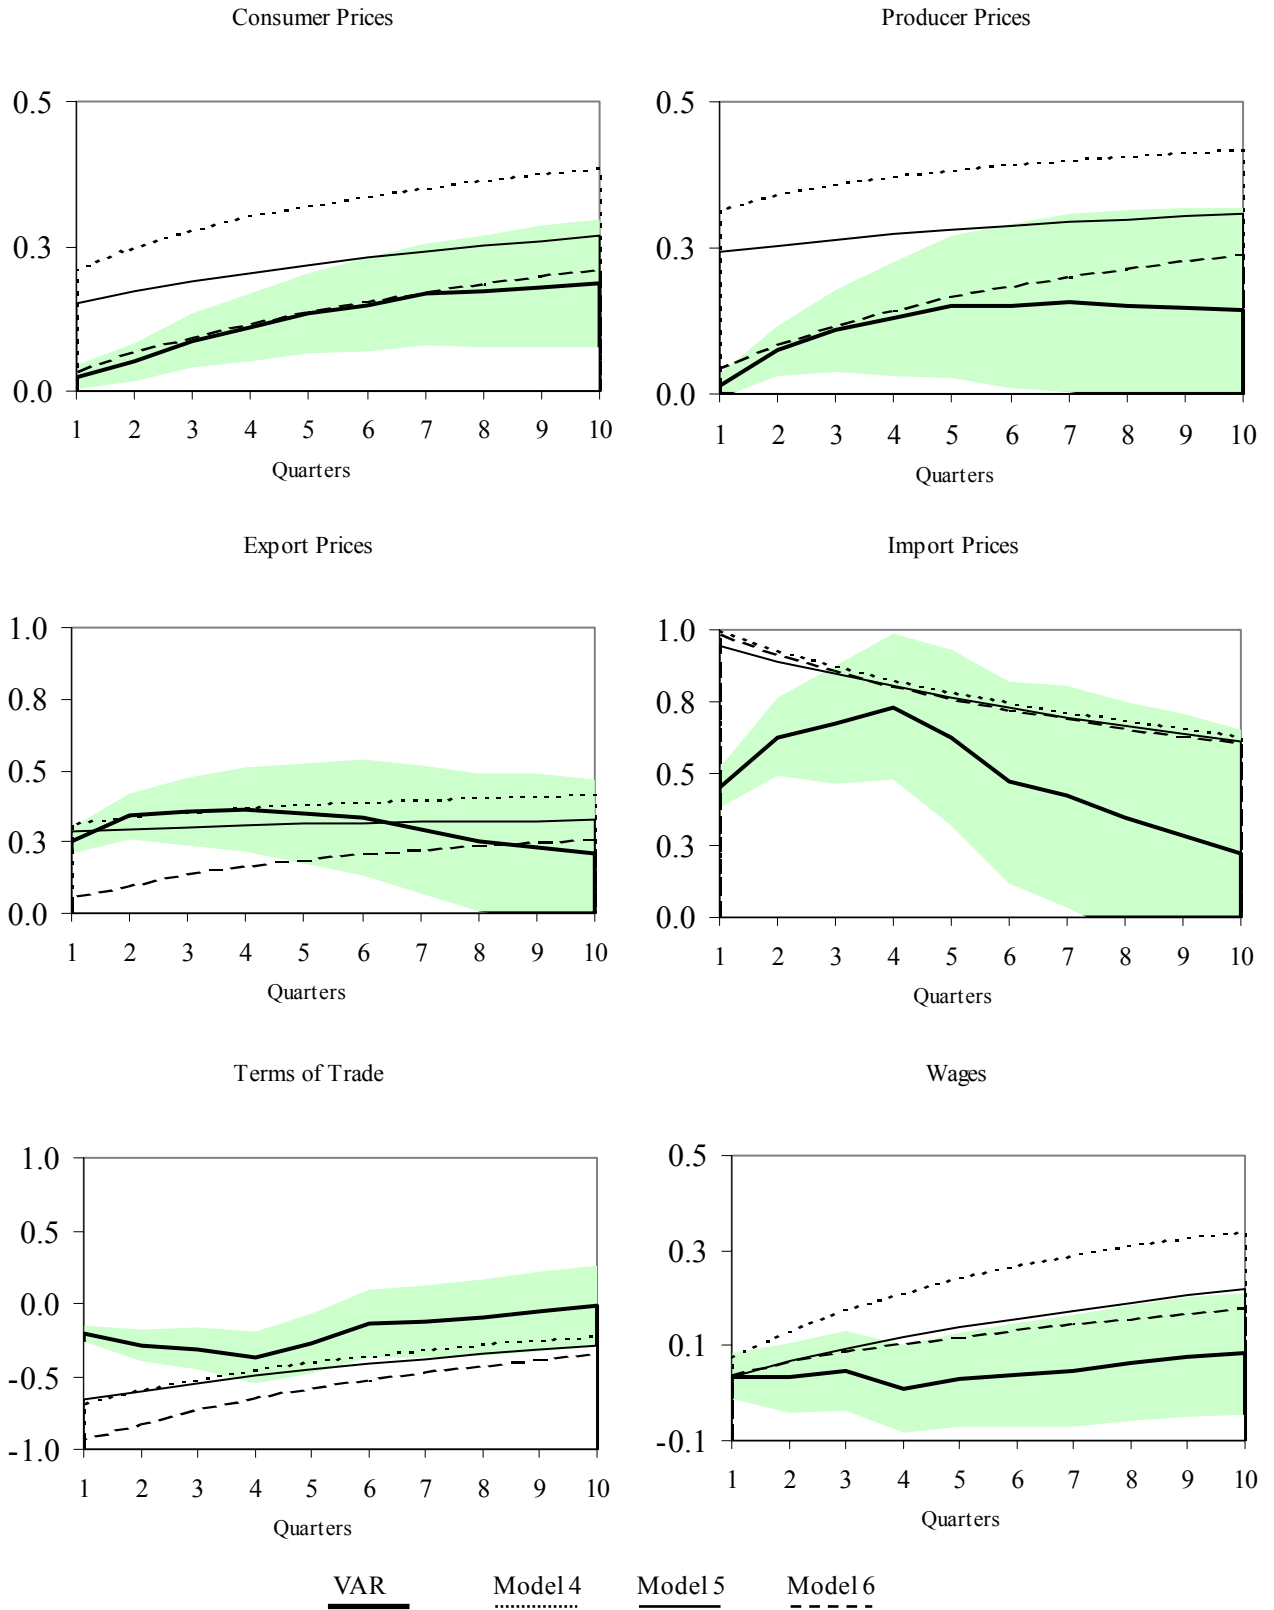 Consumer Prices
Producer Prices
0.5
0.3
0.0
1 2 3 4 5 6 7 8 9 10
Quarters
0.5
0.3
0.0
1 2 3 4 5 6 7 8 9 10
Quarters
Export Prices
Import Prices
1.0
0.8
0.5
0.3
0.0
1 2 3 4 5 6 7 8 9 10
Quarters
1.0
0.8
0.5
0.3
0.0
1 2 3 4 5 6 7 8 9 10
Quarters
Terms of Trade
Wages
1.0
0.5
0.0
-0.5
-1.0
1 2 3 4 5 6 7 8 9 10
Quarters
0.5
0.3
0.1
-0.1
1 2 3 4 5 6 7 8 9 10
Quarters
VAR Model 4 Model 5 Model 6